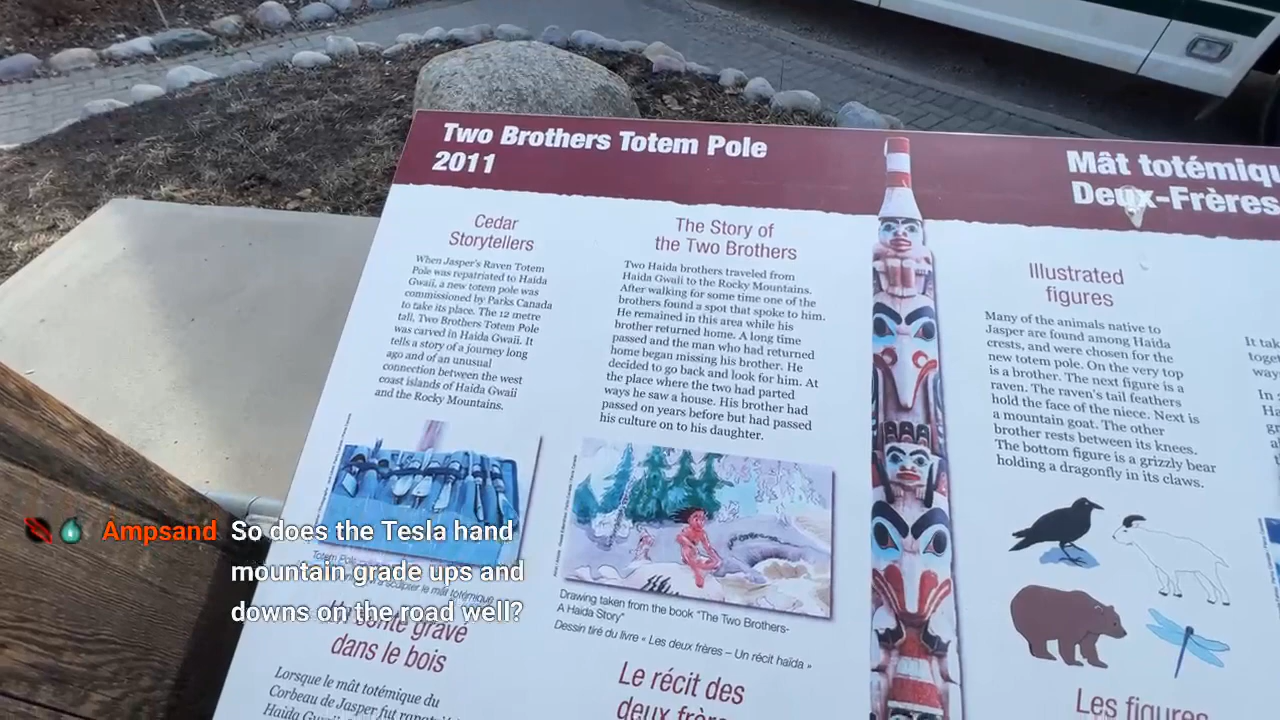 Two Brothers Totem Pole
2011
Cedar
Storytellers
When Jasper's Raven Totem
Pole was repatriated to Haida
Gwaii, a new totem pole was
commissioned by Parks Canada
to take its place. The 12 metre
tall, Two Brothers Totem Pole
was carved in Haida Gwaii. It
tells a story of a journey long
ago and of an unusual
connection between the west
coast islands of Haida Gwaii
and the Rocky Mountains.
The Story of
the Two Brothers
Two Haida brothers traveled from
Haida Gwaii to the Rocky Mountains.
After walking for some time one of the
brothers found a spot that spoke to him.
He remained in this area while his
brother returned home. A long time
passed and the man who had returned
home began missing his brother. He
decided to go back and look for him. At
the place where the two had parted
ways he saw a house. His brother had
passed on years before but had passed
his culture on to his daughter.
Drawing taken from the book "The Two Brothers-
A Haida Story"
Dessin tiré du livre « Les deux frères – Un récit haïda »
Le récit des
deux frères
Mât totémiqu
Deux-Frères
Illustrated
figures
Many of the animals native to
Jasper are found among Haida
crests, and were chosen for the
new totem pole. On the very top
is a brother. The next figure is a
raven. The raven's tail feathers
hold the face of the niece. Next is
a mountain goat. The other
brother rests between its knees.
The bottom figure is a grizzly bear
holding a dragonfly in its claws.
Les figures
It tak
toget
way
In
Totem Pole
sculpter le mât totémique
gravé
dans le bois
Lorsque le mât totémique du
Corbeau de Jasper fut
Ampsand So does the Tesla hand
mountain grade ups and
downs on the road well?